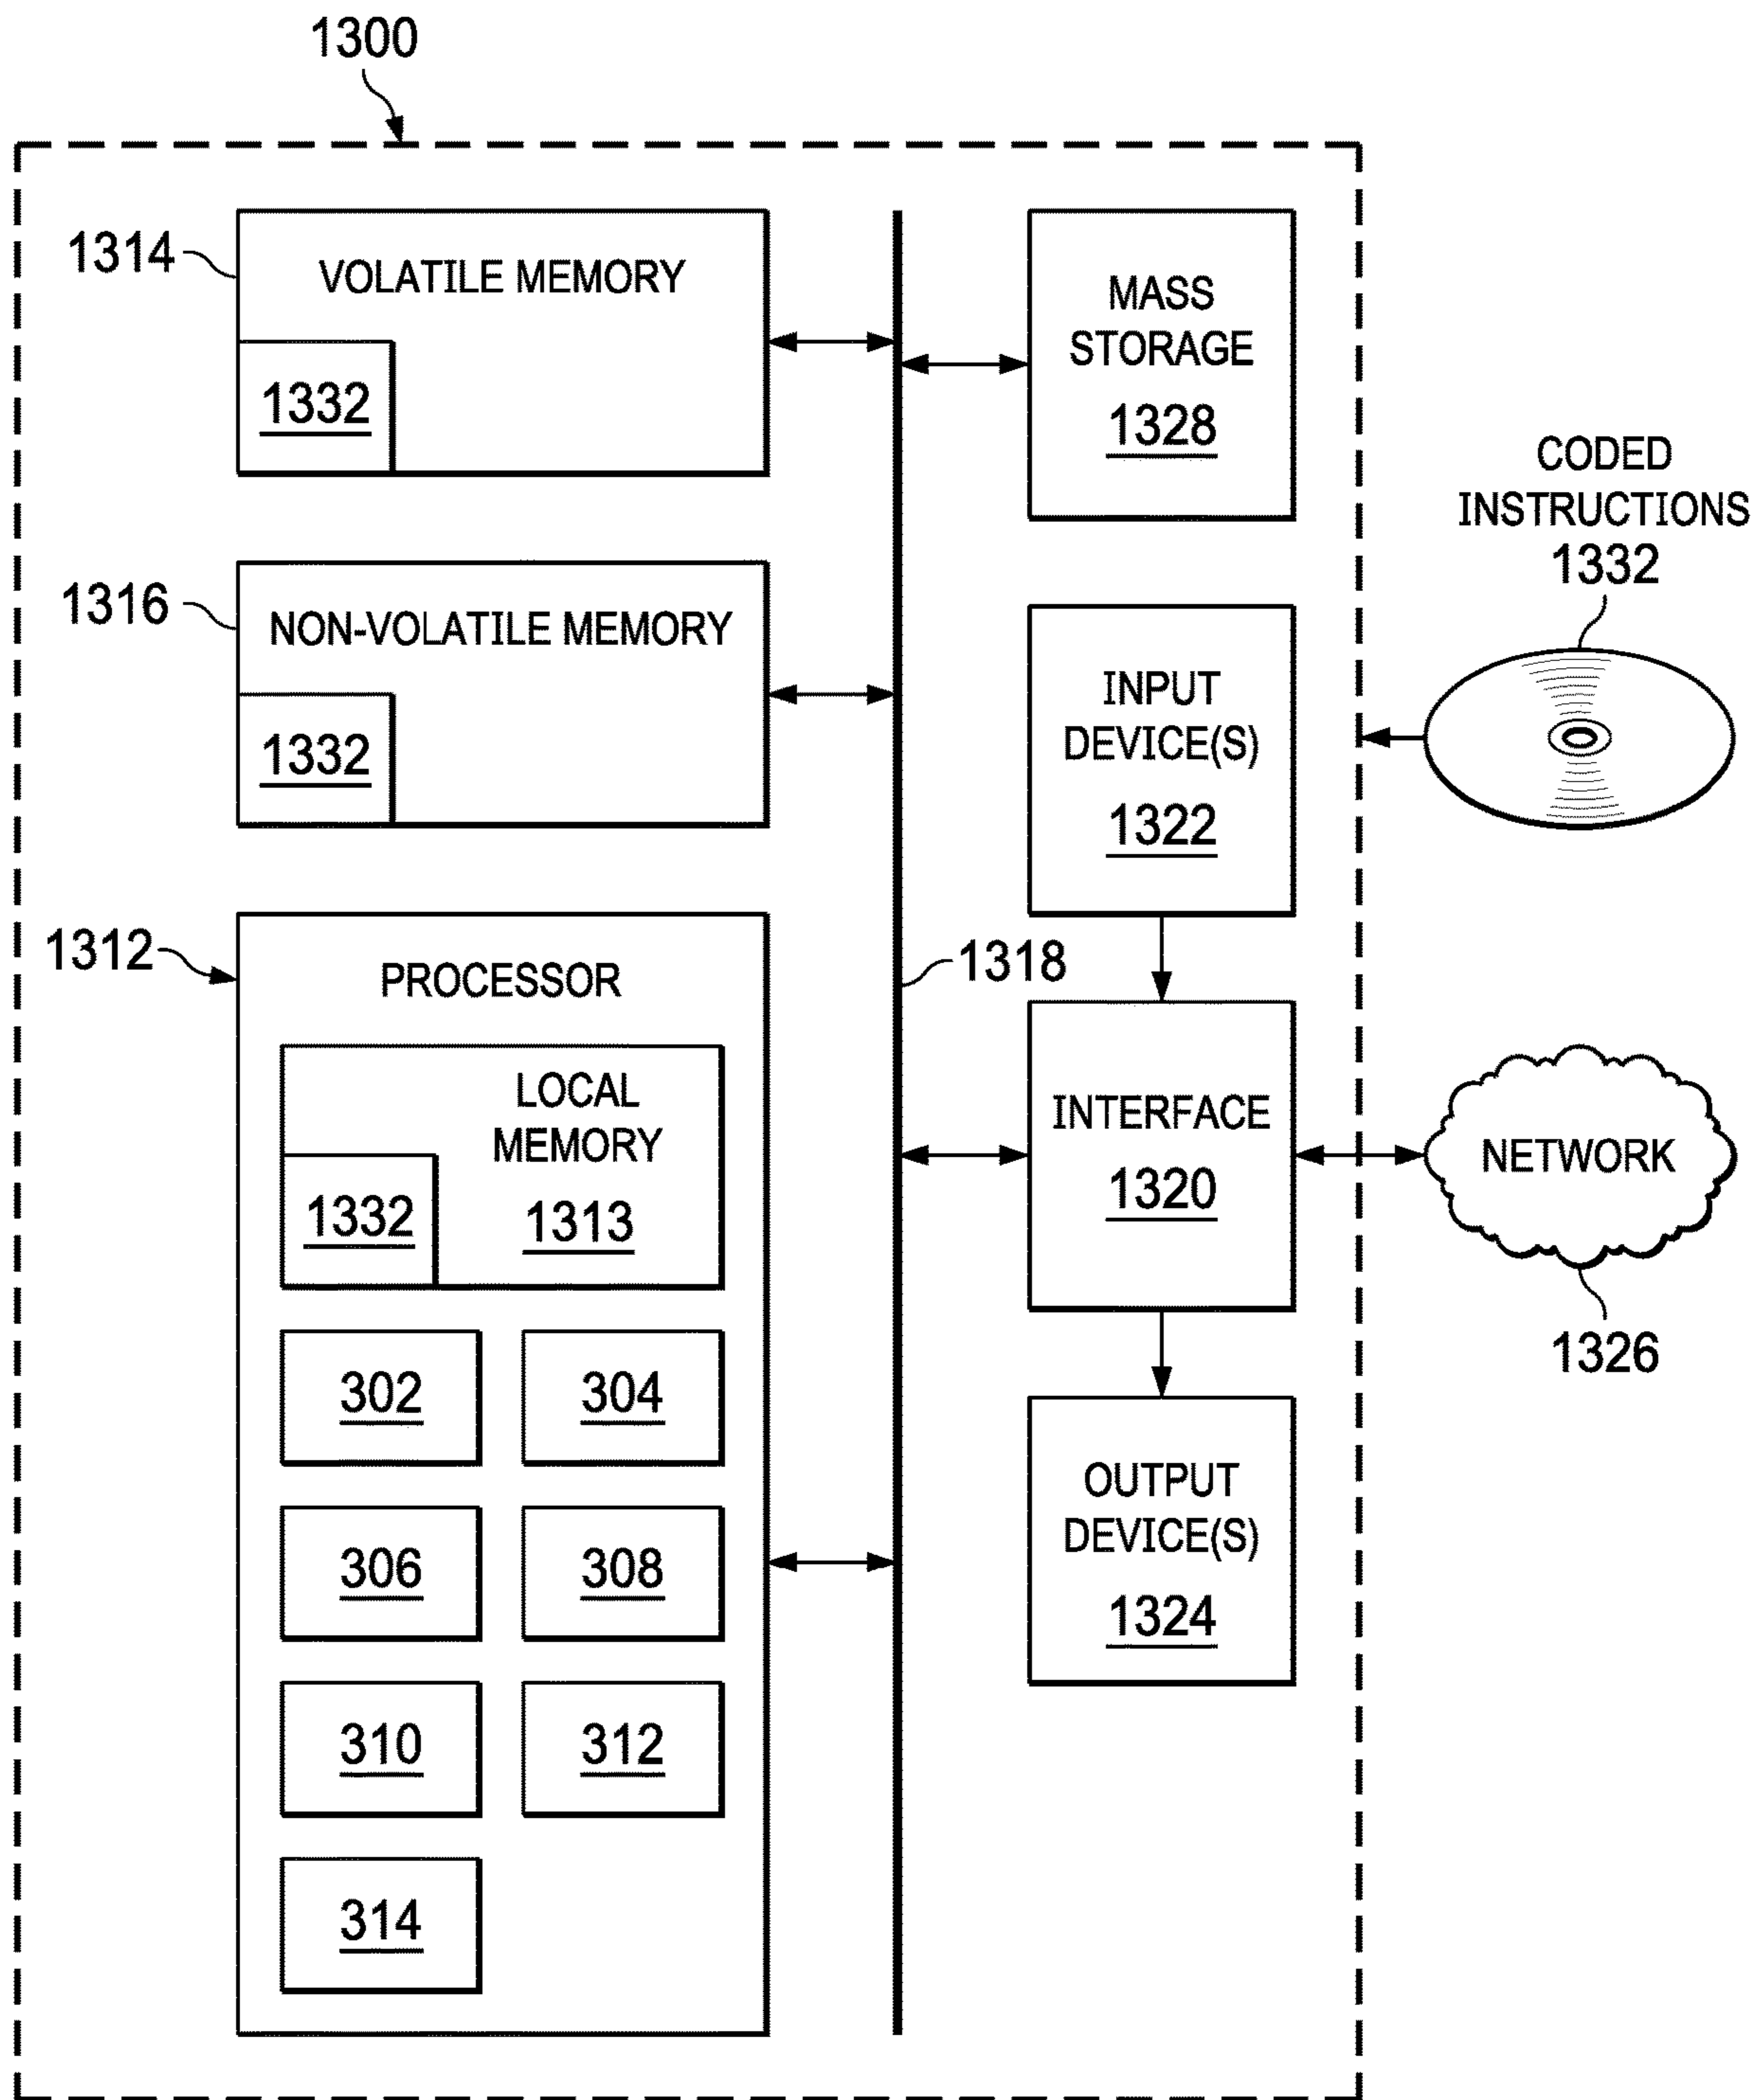 1300
1314
VOLATILE MEMORY
1332
MASS
STORAGE
1328
CODED
INSTRUCTIONS
1332
1316
NON-VOLATILE MEMORY
1332
INPUT
DEVICE(S)
1322
1312
PROCESSOR
1318
LOCAL
MEMORY
1332
1313
INTERFACE
1320
NETWORK
1326
302
304
306
308
310
312
314
OUTPUT
DEVICE(S)
1324